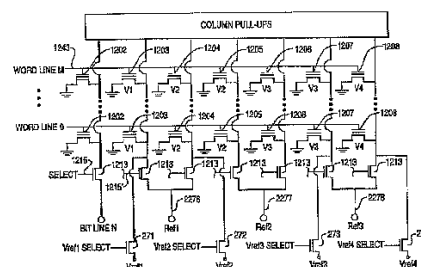 COLUMN PULL-UPS
1243 1202 1203 1204 1205 1206 1207 1208
WORD LINE M
V1 V2 V2 V3 V3 V4
1202 1203 1204 1205 1206 1207 1208
WORD LINE 0
V1 V2 V2 V3 V3 V4
1215 1213 1213 1213 1213 1213 1213 1213
SELECT
1215
2276 2277 2278
BIT LINE N Ref1 Ref2 Ref3
271 272 273
Vref1 SELECT Vref2 SELECT Vref3 SELECT Vref4 SELECT
Vref1 Vref2 Vref3 Vref4